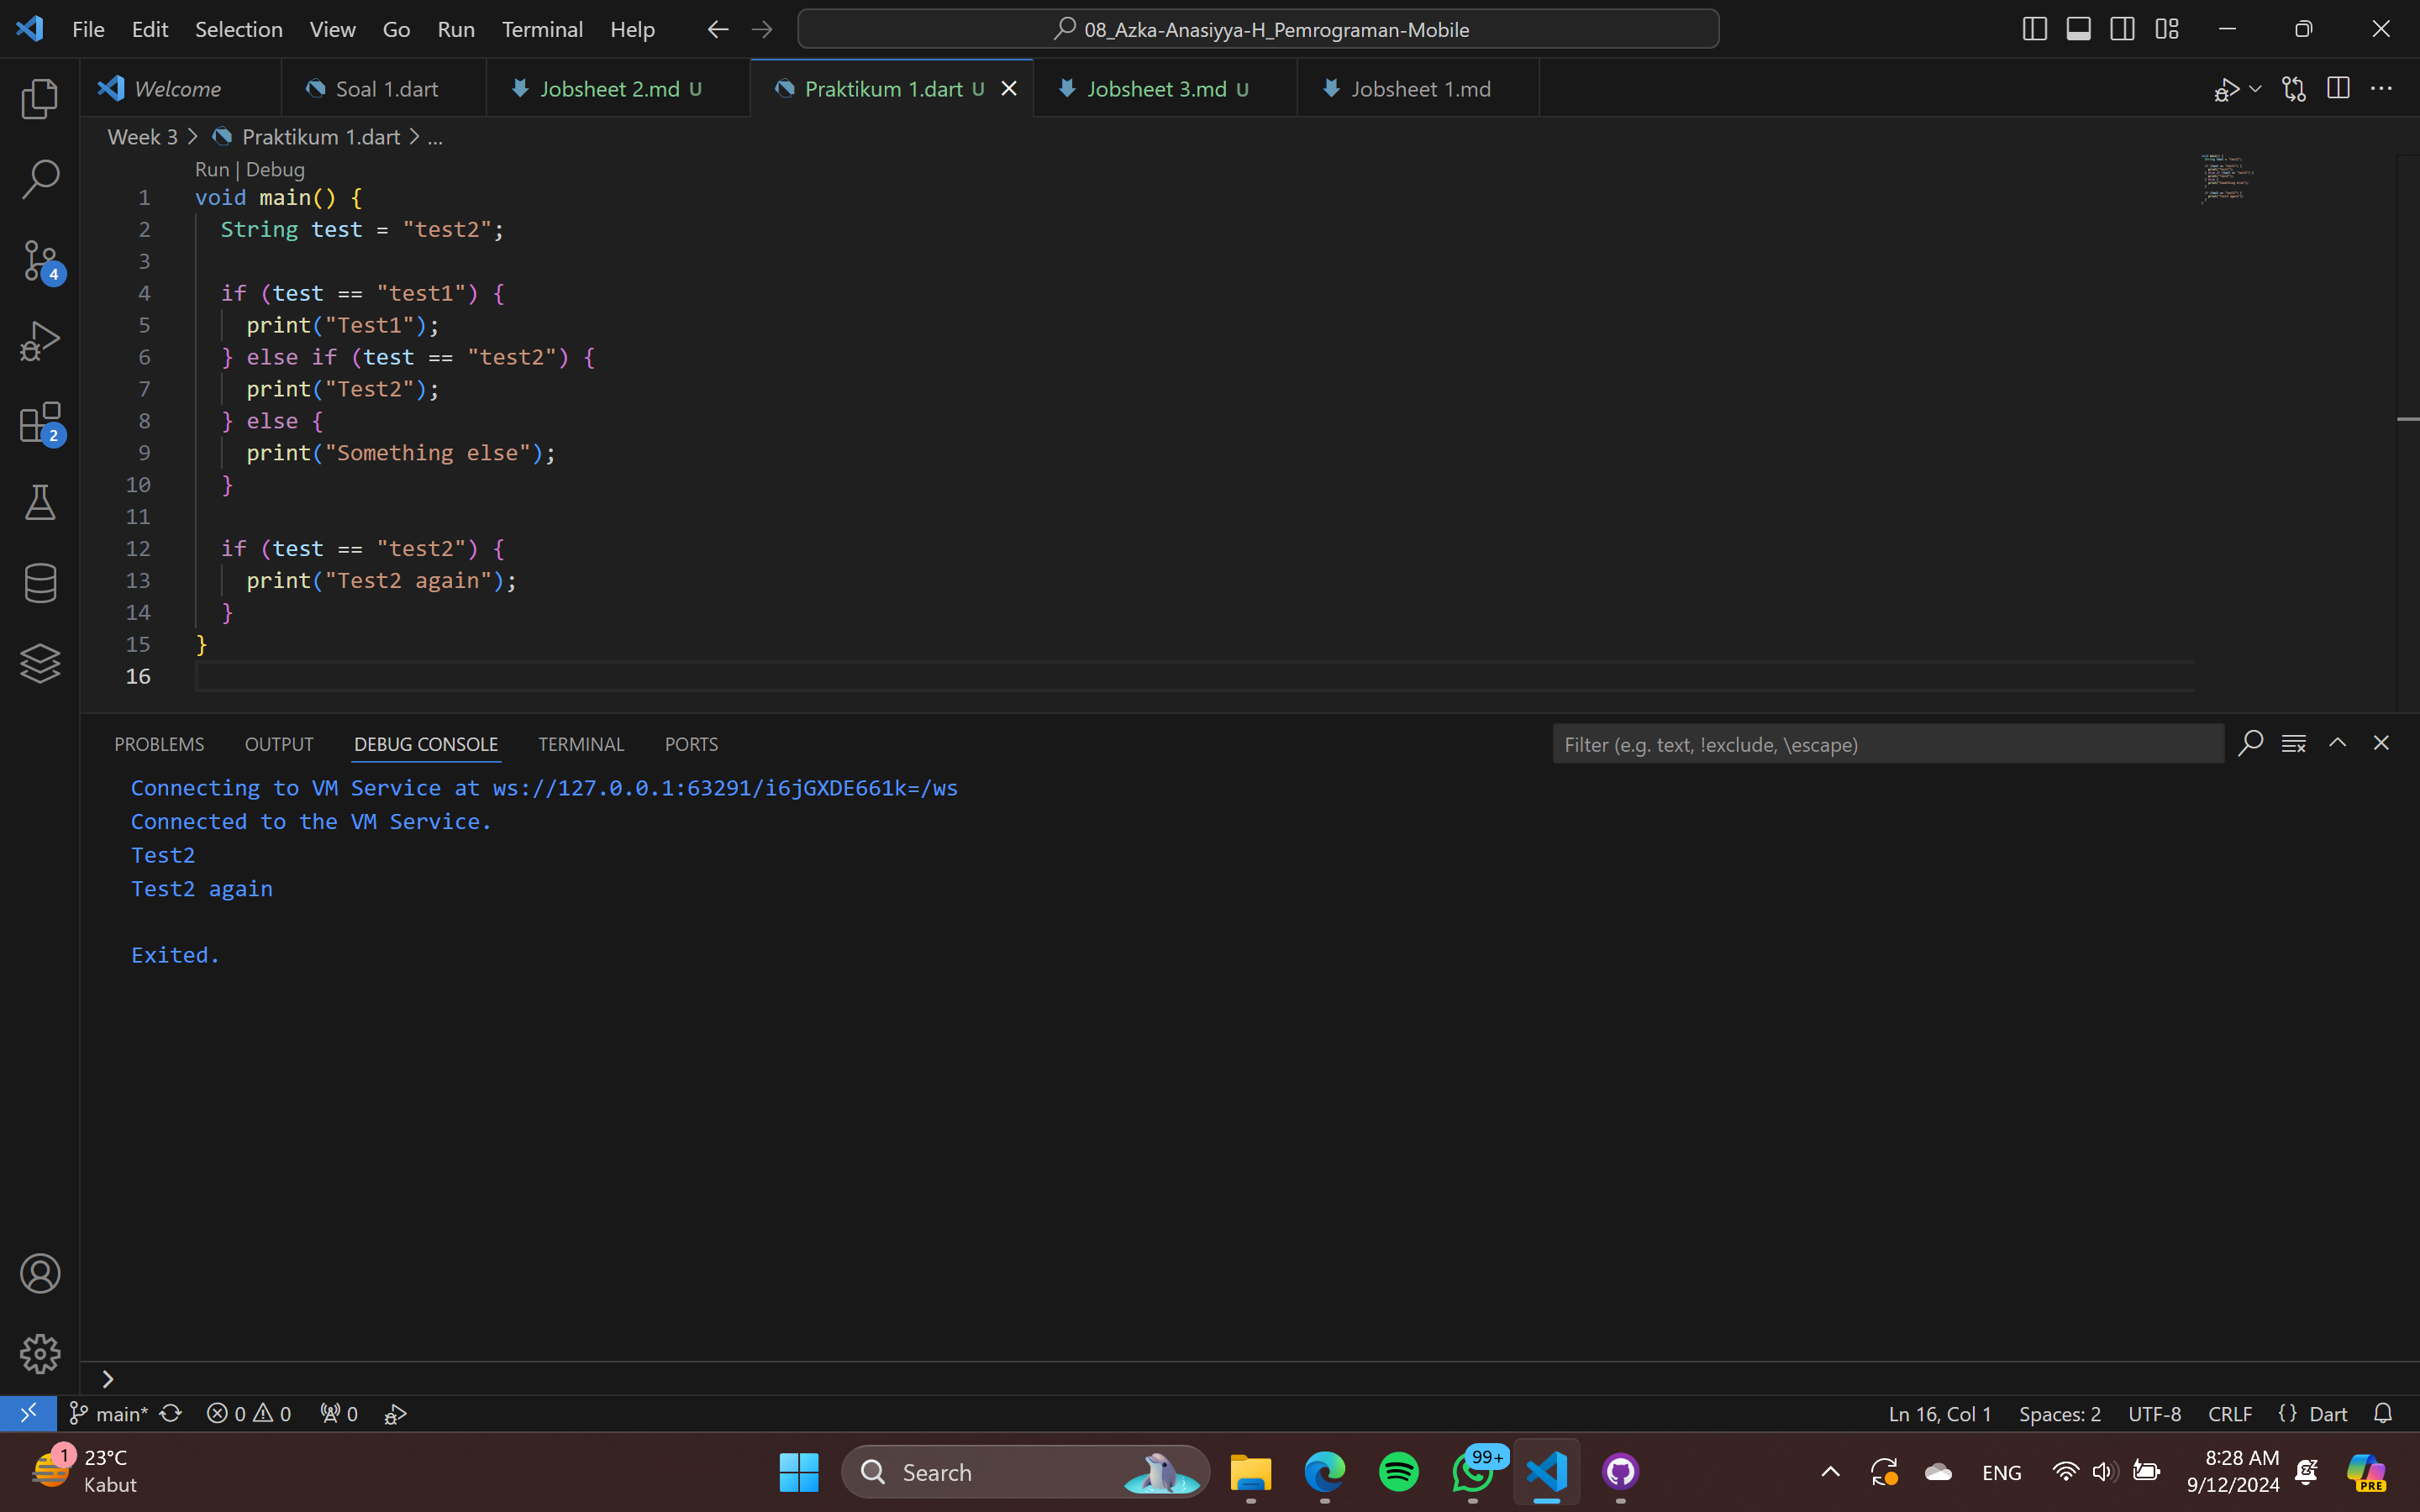 File Edit Selection View Go Run Terminal Help 08_Azka-Anasiyya-H_Pemrograman-Mobile
Welcome Soal 1.dart Jobsheet 2.md U Praktikum 1.dart U Jobsheet 3.md U Jobsheet 1.md
Week 3 > Praktikum 1.dart > ...
Run | Debug
1 void main() {
2 String test = "test2";
3
4 if (test == "test1") {
5 print("Test1");
6 } else if (test == "test2") {
7 print("Test2");
8 } else {
9 print("Something else");
10 }
11
12 if (test == "test2") {
13 print("Test2 again");
14 }
15 }
16
4
2
PROBLEMS OUTPUT DEBUG CONSOLE TERMINAL PORTS Filter (e.g. text, !exclude, \escape)
Connecting to VM Service at ws://127.0.0.1:63291/i6jGXDE661k=/ws
Connected to the VM Service.
Test2
Test2 again
Exited.
main* 0 0 0 Ln 16, Col 1 Spaces: 2 UTF-8 CRLF {} Dart
1 23°C
Kabut
Search
99+
ENG
8:28 AM
9/12/2024
PRE